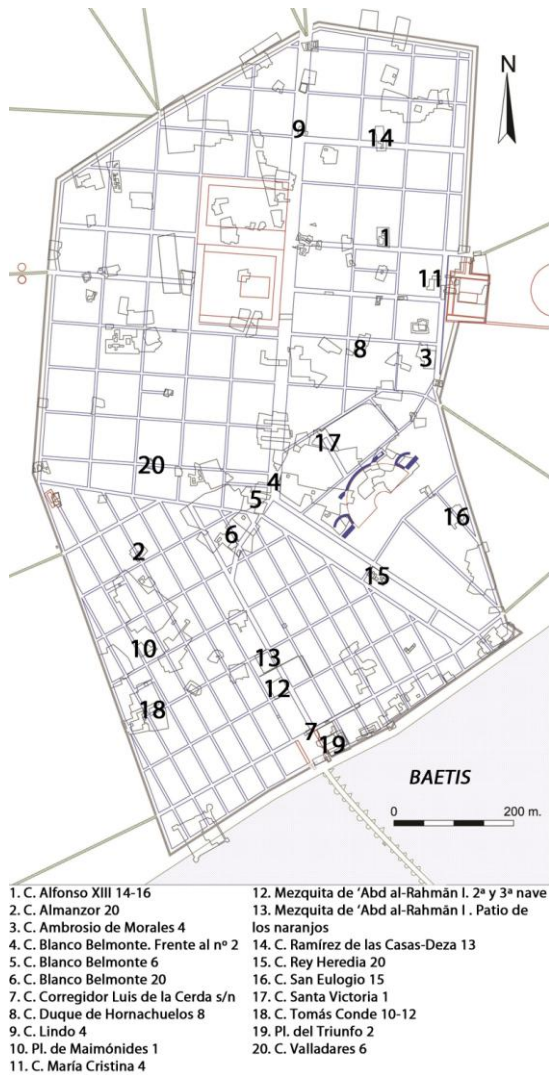 N
9
14
1
11
8
3
17
20
4
5
16
6
2
15
10
13
12
18
7
19
BAETIS
0 200 m.
1. C. Alfonso XIII 14-16
2. C. Almanzor 20
3. C. Ambrosio de Morales 4
4. C. Blanco Belmonte. Frente al nº 2
5. C. Blanco Belmonte 6
6. C. Blanco Belmonte 20
7. C. Corregidor Luis de la Cerda s/n
8. C. Duque de Hornachuelos 8
9. C. Lindo 4
10. Pl. de Maimónides 1
11. C. María Cristina 4
12. Mezquita de ‘Abd al-Rahmãn I. 2ª y 3ª nave
13. Mezquita de ‘Abd al-Rahmãn I . Patio de
los naranjos
14. C. Ramírez de las Casas-Deza 13
15. C. Rey Heredia 20
16. C. San Eulogio 15
17. C. Santa Victoria 1
18. C. Tomás Conde 10-12
19. Pl. del Triunfo 2
20. C. Valladares 6